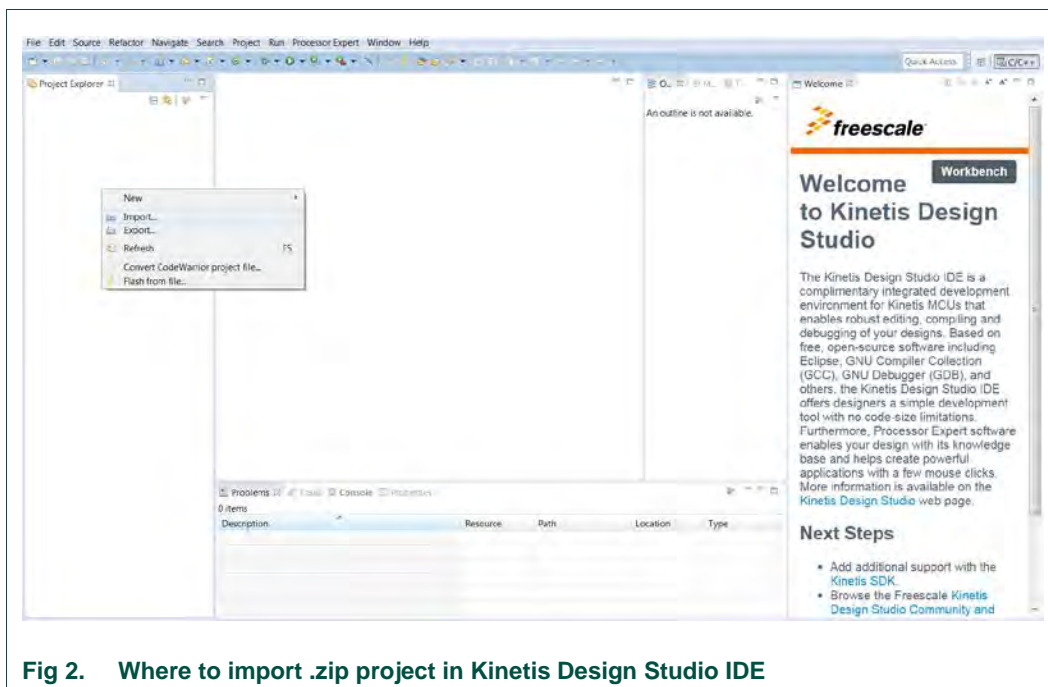 File Edit Source Refactor Navigate Search Project Run Processor Expert Window Help
Quick Access
C/C++
Project Explorer
New
Import...
Export...
Refresh F5
Convert CodeWarrior project file...
Flash from file...
O..
An outline is not available.
Problems
Console
Properties
0 items
Description Resource Path Location Type
Welcome
freescale
Workbench
Welcome
to Kinetis Design
Studio
The Kinetis Design Studio IDE is a
complimentary integrated development
environment for Kinetis MCUs that
enables robust editing, compiling and
debugging of your designs. Based on
free, open-source software including
Eclipse, GNU Compiler Collection
(GCC), GNU Debugger (GDB), and
others, the Kinetis Design Studio IDE
offers designers a simple development
tool with no code-size limitations.
Furthermore, Processor Expert software
enables your design with its knowledge
base and helps create powerful
applications with a few mouse clicks.
More information is available on the
Kinetis Design Studio web page.
Next Steps
• Add additional support with the
Kinetis SDK.
• Browse the Freescale Kinetis
Design Studio Community and
Fig 2. Where to import .zip project in Kinetis Design Studio IDE